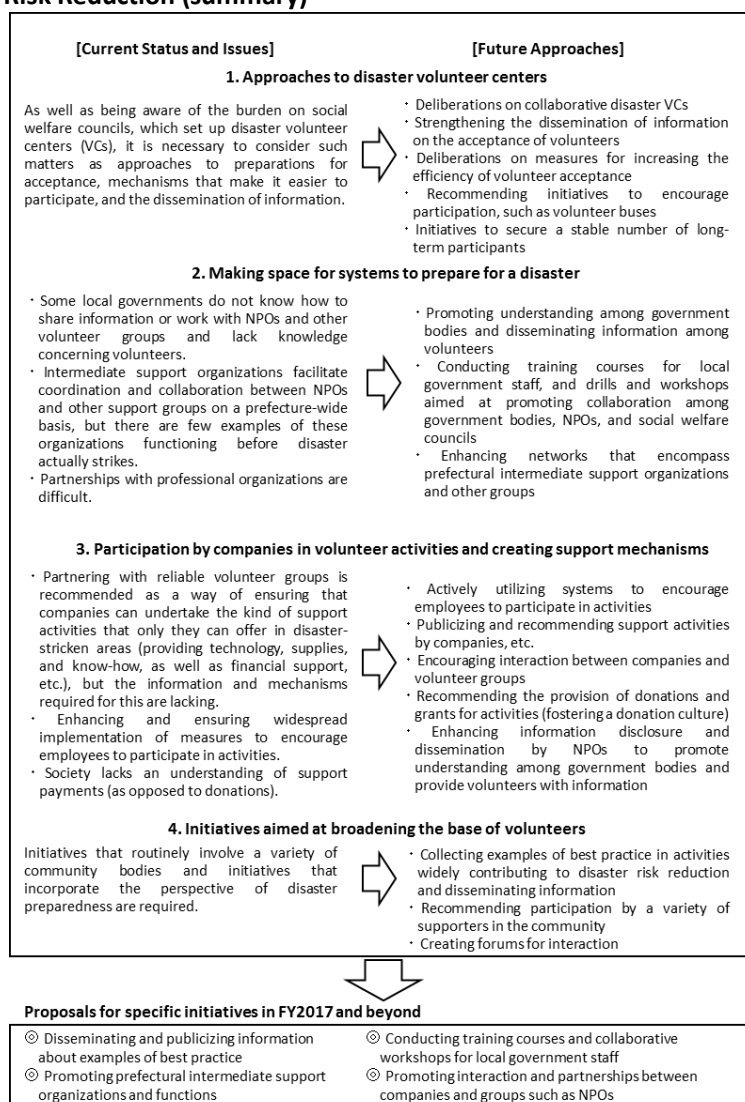 Risk Reduction (summary)
[Current Status and Issues]
[Future Approaches]
1. Approaches to disaster volunteer centers
As well as being aware of the burden on social
welfare councils, which set up disaster volunteer
centers (VCs), it is necessary to consider such
matters as approaches to preparations for
acceptance, mechanisms that make it easier to
participate, and the dissemination of information.
・Deliberations on collaborative disaster VCs
・Strengthening the dissemination of information
on the acceptance of volunteers
・Deliberations on measures for increasing the
efficiency of volunteer acceptance
・Recommending initiatives to encourage
participation, such as volunteer buses
・Initiatives to secure a stable number of long-
term participants
2. Making space for systems to prepare for a disaster
・Some local governments do not know how to
share information or work with NPOs and other
volunteer groups and lack knowledge
concerning volunteers.
・Intermediate support organizations facilitate
coordination and collaboration between NPOs
and other support groups on a prefecture-wide
basis, but there are few examples of these
organizations functioning before disaster
actually strikes.
・Partnerships with professional organizations are
difficult.
・Promoting understanding among government
bodies and disseminating information among
volunteers
・Conducting training courses for local
government staff, and drills and workshops
aimed at promoting collaboration among
government bodies, NPOs, and social welfare
councils
・Enhancing networks that encompass
prefectural intermediate support organizations
and other groups
3. Participation by companies in volunteer activities and creating support mechanisms
・Partnering with reliable volunteer groups is
recommended as a way of ensuring that
companies can undertake the kind of support
activities that only they can offer in disaster-
stricken areas (providing technology, supplies,
and know-how, as well as financial support,
etc.), but the information and mechanisms
required for this are lacking.
・Enhancing and ensuring widespread
implementation of measures to encourage
employees to participate in activities.
・Society lacks an understanding of support
payments (as opposed to donations).
・Actively utilizing systems to encourage
employees to participate in activities
・Publicizing and recommending support activities
by companies, etc.
・Encouraging interaction between companies and
volunteer groups
・Recommending the provision of donations and
grants for activities (fostering a donation culture)
・Enhancing information disclosure and
dissemination by NPOs to promote
understanding among government bodies and
provide volunteers with information
4. Initiatives aimed at broadening the base of volunteers
Initiatives that routinely involve a variety of
community bodies and initiatives that
incorporate the perspective of disaster
preparedness are required.
・Collecting examples of best practice in activities
widely contributing to disaster risk reduction
and disseminating information
・Recommending participation by a variety of
supporters in the community
・Creating forums for interaction
Proposals for specific initiatives in FY2017 and beyond
◎ Disseminating and publicizing information
about examples of best practice
◎ Promoting prefectural intermediate support
organizations and functions
◎ Conducting training courses and collaborative
workshops for local government staff
◎ Promoting interaction and partnerships between
companies and groups such as NPOs